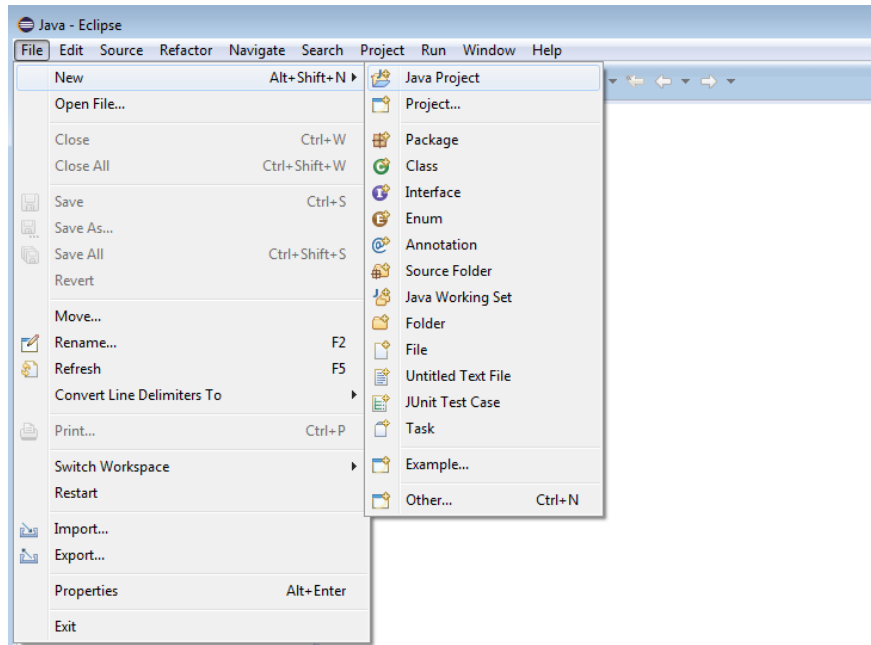 Java - Eclipse
File Edit Source Refactor Navigate Search Project Run Window Help
New Alt+Shift+N
Open File...
Close Ctrl+W
Close All Ctrl+Shift+W
Save Ctrl+S
Save As...
Save All Ctrl+Shift+S
Revert
Move...
Rename... F2
Refresh F5
Convert Line Delimiters To
Print... Ctrl+P
Switch Workspace
Restart
Import...
Export...
Properties Alt+Enter
Exit
Java Project
Project...
Package
Class
Interface
Enum
Annotation
Source Folder
Java Working Set
Folder
File
Untitled Text File
JUnit Test Case
Task
Example...
Other... Ctrl+N